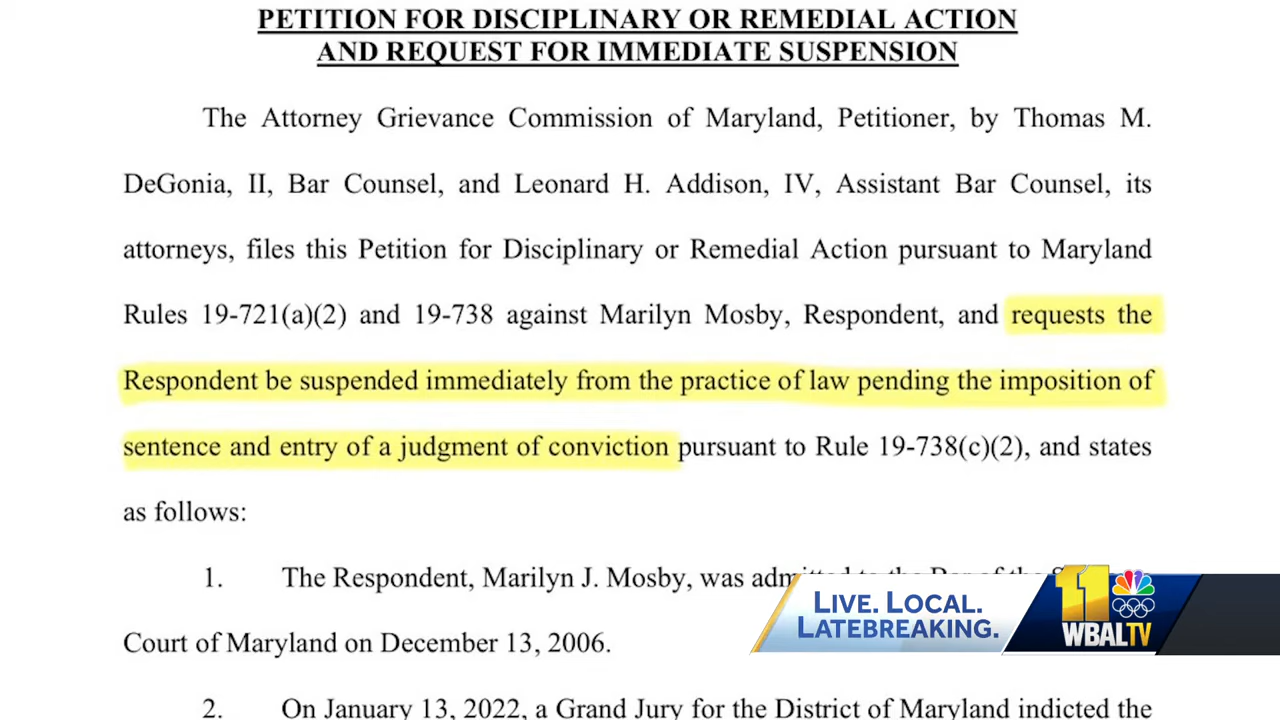 PETITION FOR DISCIPLINARY OR REMEDIAL ACTION
AND REQUEST FOR IMMEDIATE SUSPENSION
The Attorney Grievance Commission of Maryland, Petitioner, by Thomas M.
DeGonia, II, Bar Counsel, and Leonard H. Addison, IV, Assistant Bar Counsel, its
attorneys, files this Petition for Disciplinary or Remedial Action pursuant to Maryland
Rules 19-721(a)(2) and 19-738 against Marilyn Mosby, Respondent, and requests the
Respondent be suspended immediately from the practice of law pending the imposition of
sentence and entry of a judgment of conviction pursuant to Rule 19-738(c)(2), and states
as follows:
1. The Respondent, Marilyn J. Mosby, was admitted to the Bar of the
Court of Maryland on December 13, 2006.
2. On January 13, 2022, a Grand Jury for the District of Maryland indicted the
LIVE. LOCAL.
LATEBREAKING.
11
WBALTV